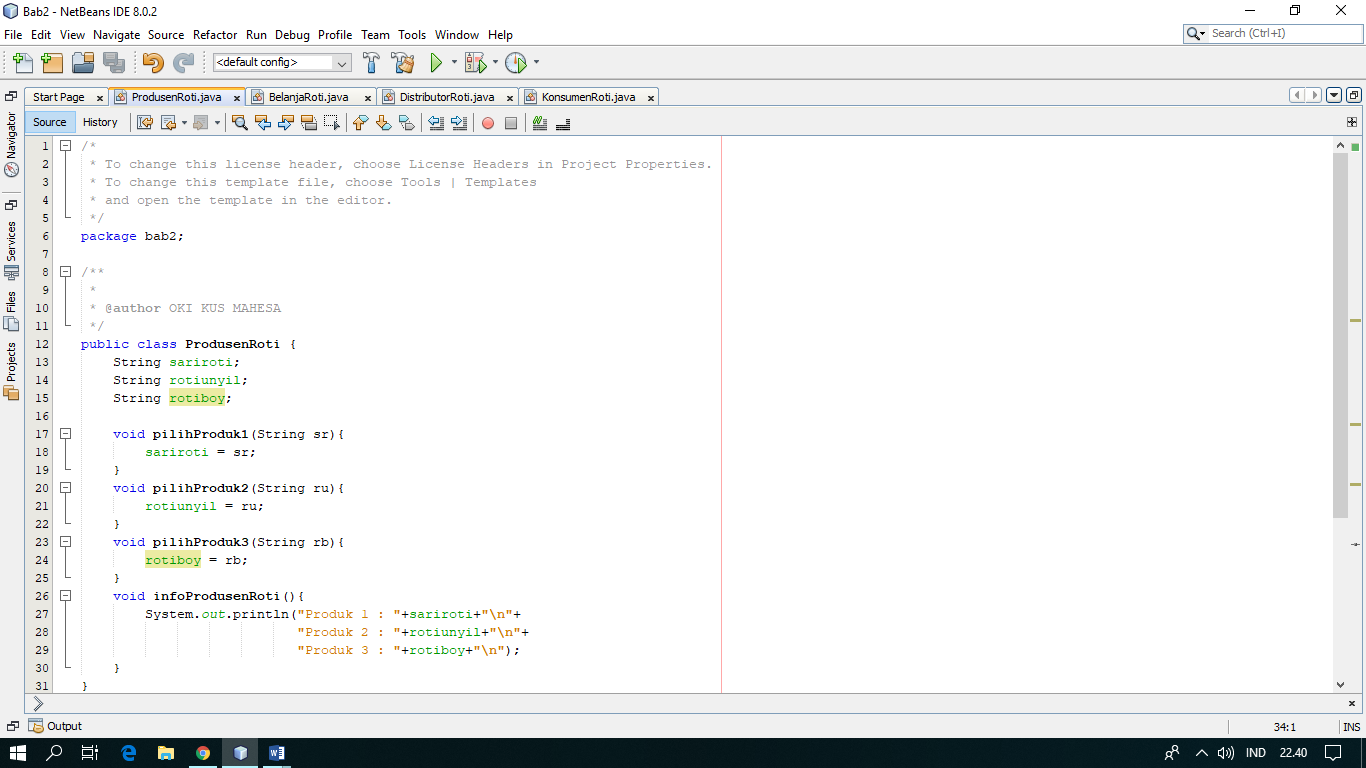 Bab2 - NetBeans IDE 8.0.2
File Edit View Navigate Source Refactor Run Debug Profile Team Tools Window Help
Search (Ctrl+I)
<default config>
Start Page ProdusenRoti.java BelanjaRoti.java DistributorRoti.java KonsumenRoti.java
Source History
Navigator
Services
Files
Projects
1 /*
2 * To change this license header, choose License Headers in Project Properties.
3 * To change this template file, choose Tools | Templates
4 * and open the template in the editor.
5 */
6 package bab2;
7
8 /**
9 *
10 * @author OKI KUS MAHESA
11 */
12 public class ProdusenRoti {
13 String sariroti;
14 String rotiunyil;
15 String rotiboy;
16
17 void pilihProduk1(String sr){
18 sariroti = sr;
19 }
20 void pilihProduk2(String ru){
21 rotiunyil = ru;
22 }
23 void pilihProduk3(String rb){
24 rotiboy = rb;
25 }
26 void infoProdusenRoti(){
27 System.out.println("Produk 1 : "+sariroti+"\n"+
28 "Produk 2 : "+rotiunyil+"\n"+
29 "Produk 3 : "+rotiboy+"\n");
30 }
31 }
Output
34:1 INS
IND 22.40